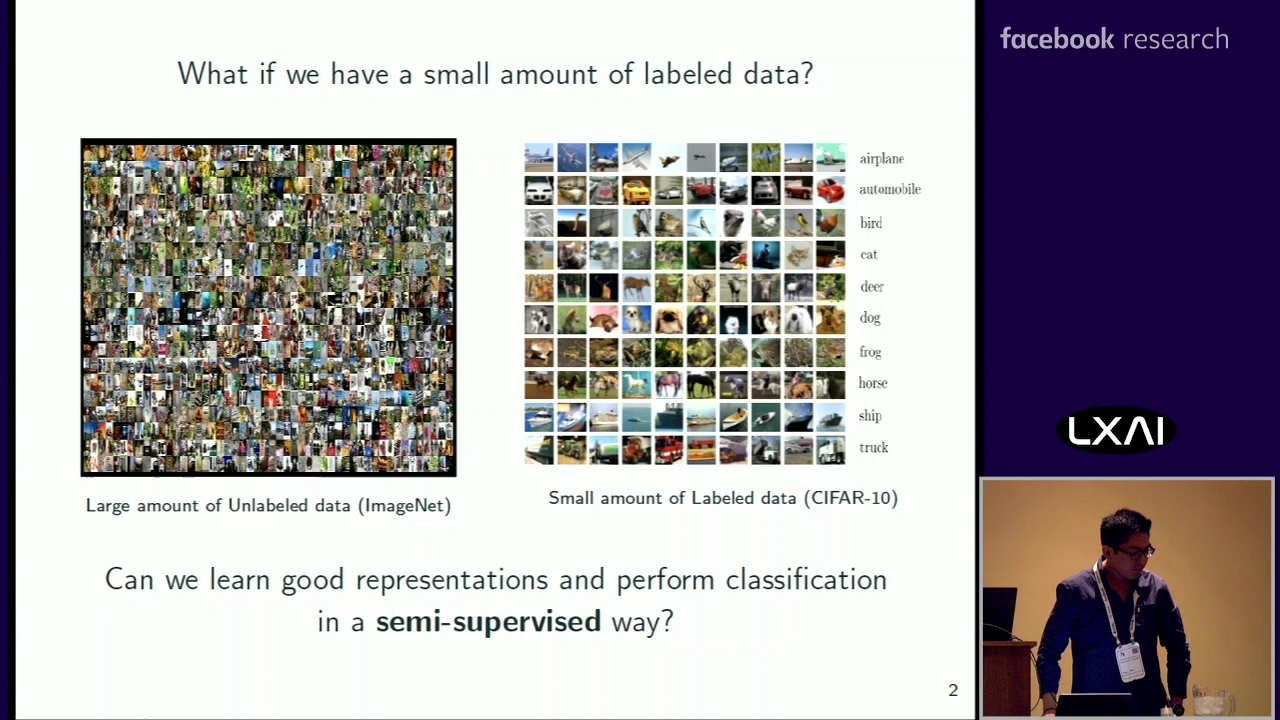 What if we have a small amount of labeled data?
facebook research
airplane
automobile
bird
cat
deer
dog
frog
horse
ship
truck
Large amount of Unlabeled data (ImageNet)
Small amount of Labeled data (CIFAR-10)
Can we learn good representations and perform classification
in a semi-supervised way?
2
LXAI